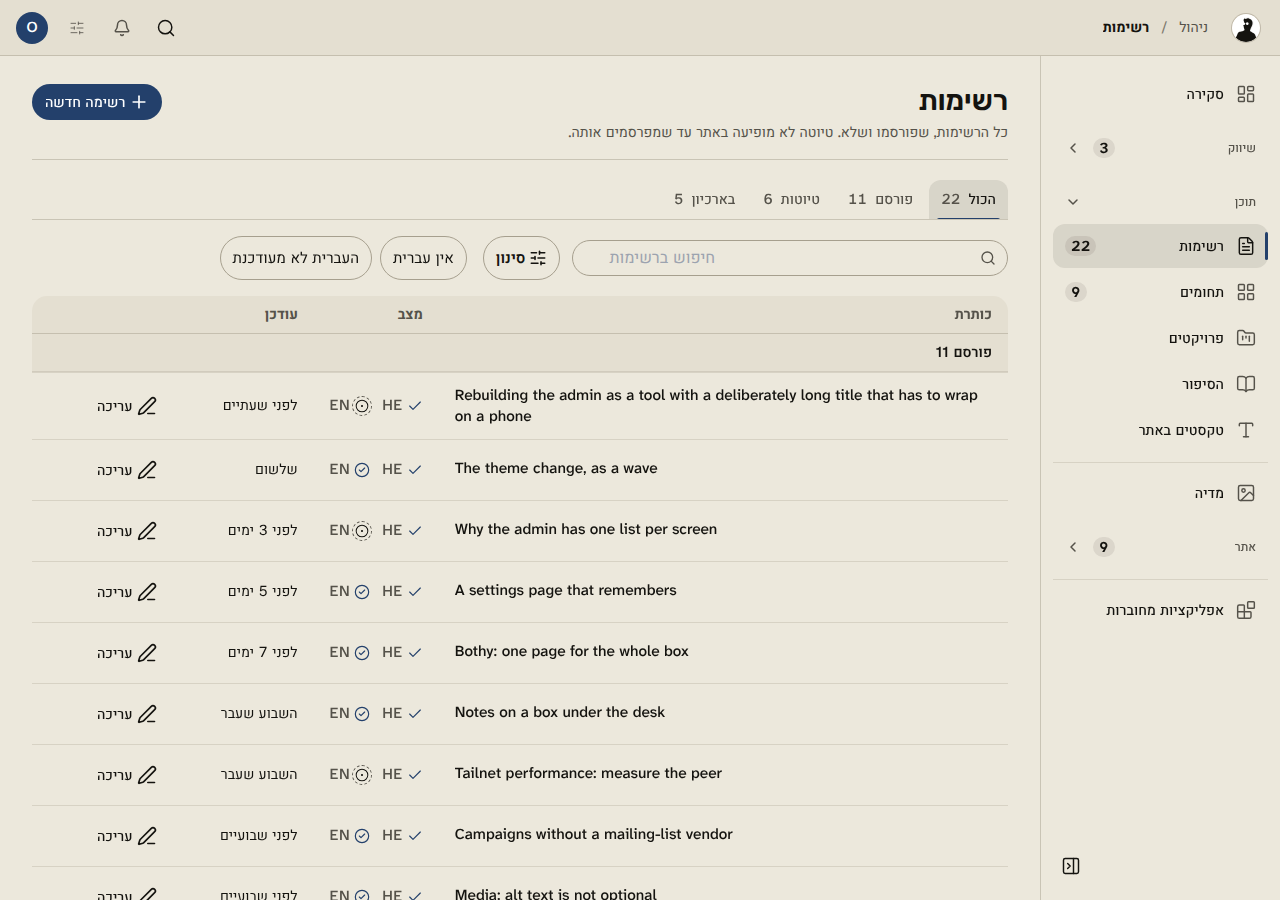 ניהול / רשימות
O
סקירה
שיווק 3
תוכן
רשימות 22
תחומים 9
פרויקטים
הסיפור
טקסטים באתר
מדיה
אתר 9
אפליקציות מחוברות
רשימות
רשימה חדשה
כל הרשימות, שפורסמו ושלא. טיוטה לא מופיעה באתר עד שמפרסמים אותה.
הכול 22 פורסם 11 טיוטות 6 בארכיון 5
חיפוש ברשימות סינון אין עברית העברית לא מעודכנת
כותרת מצב עודכן
פורסם 11
Rebuilding the admin as a tool with a deliberately long title that has to wrap
on a phone
HE EN לפני שעתיים עריכה
The theme change, as a wave HE EN שלשום עריכה
Why the admin has one list per screen HE EN לפני 3 ימים עריכה
A settings page that remembers HE EN לפני 5 ימים עריכה
Bothy: one page for the whole box HE EN לפני 7 ימים עריכה
Notes on a box under the desk HE EN השבוע שעבר עריכה
Tailnet performance: measure the peer HE EN השבוע שעבר עריכה
Campaigns without a mailing-list vendor HE EN לפני שבועיים עריכה
Media: alt text is not optional HE EN לפני שבועיים עריכה